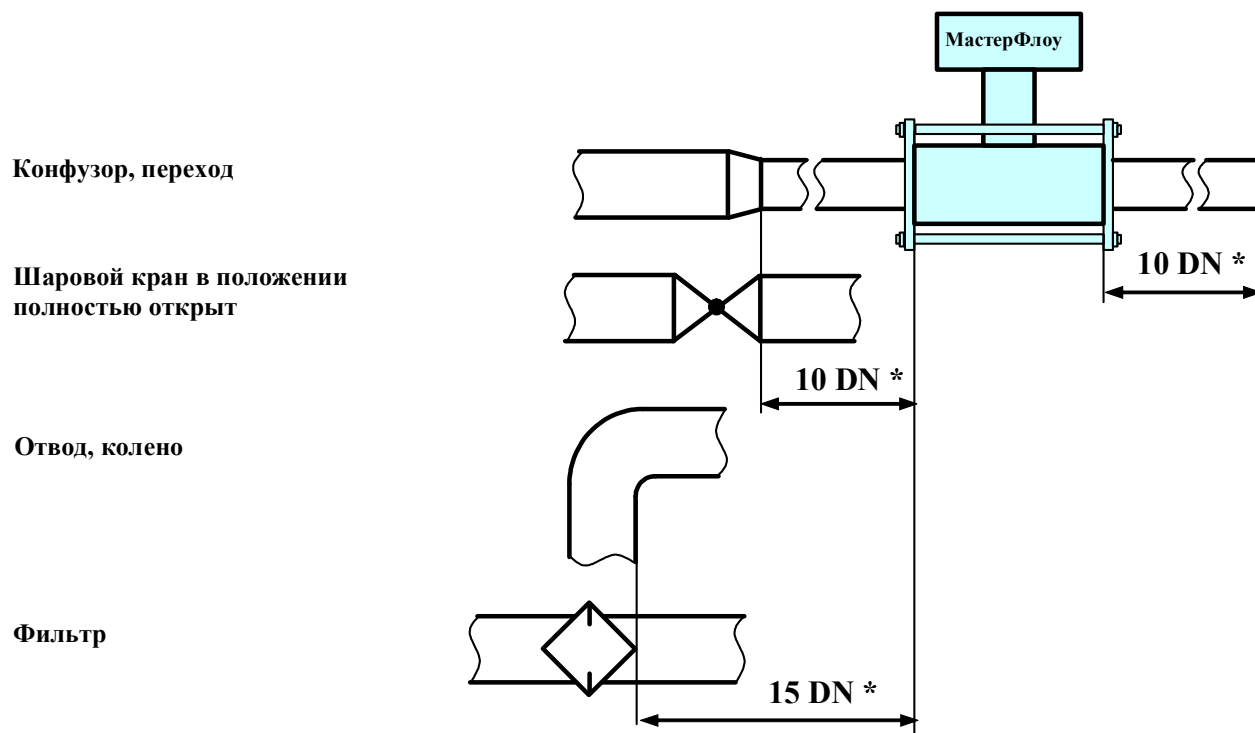 МастерФлоу
Конфузор, переход
10 DN *
Шаровой кран в положении
полностью открыт
10 DN *
Отвод, колено
Фильтр
15 DN *